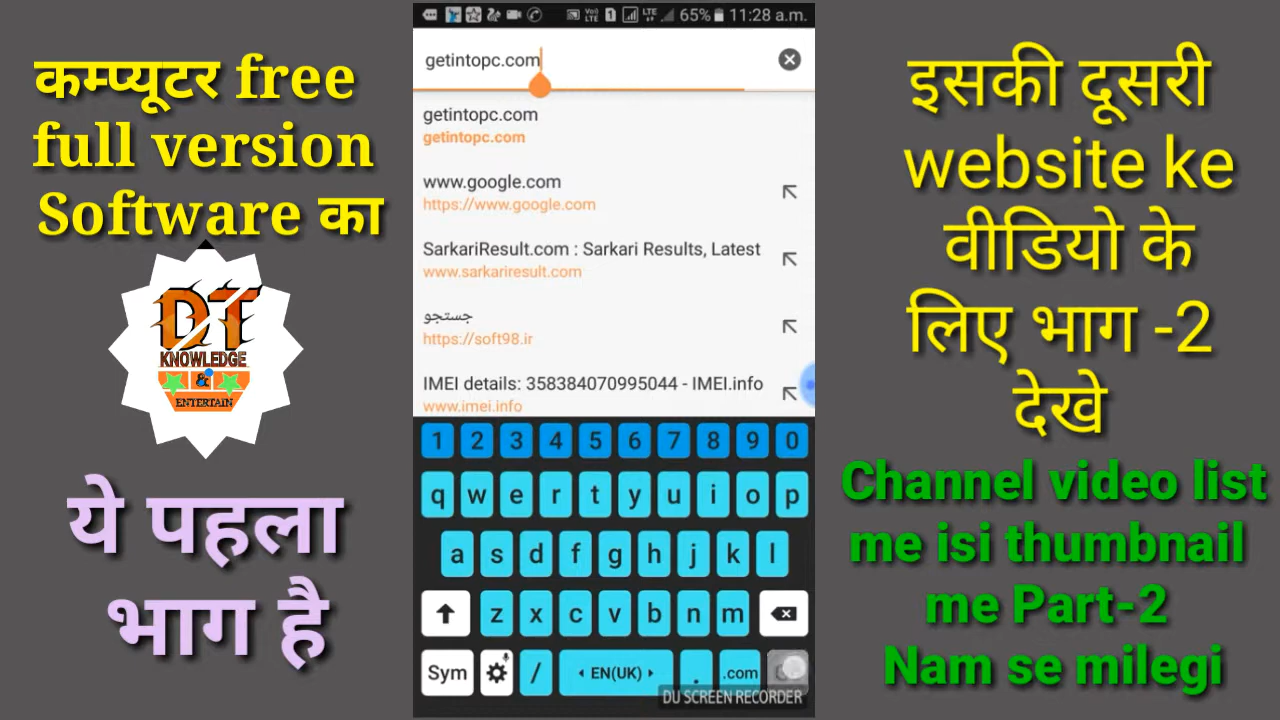 कम्प्यूटर free
full version
Software का
DT
KNOWLEDGE
&
ENTERTAIN
ये पहला
भाग है
65% 11:28 a.m.
getintopc.com
getintopc.com
getintopc.com
www.google.com
https://www.google.com
SarkariResult.com : Sarkari Results, Latest
www.sarkariresult.com
جستجو
https://soft98.ir
IMEI details: 358384070995044 - IMEI.info
www.imei.info
1 2 3 4 5 6 7 8 9 0
q w e r t y u i o p
a s d f g h j k l
z x c v b n m
Sym / EN(UK) . .com
DU SCREEN RECORDER
इसकी दूसरी
website ke
वीडियो के
लिए भाग -2
देखे
Channel video list
me isi thumbnail
me Part-2
Nam se milegi